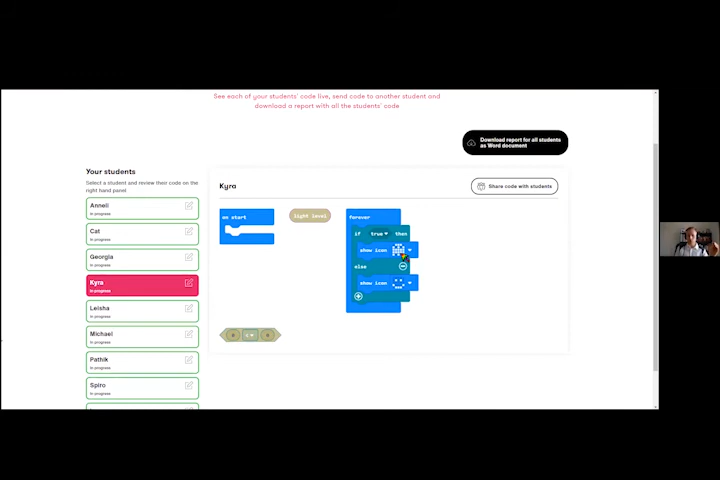 See each of your students' code live, send code to another student and
download a report with all the students' code
Download report for all students
as Word document
Your students
Select a student and review their code on the
right hand panel
Anneli
In progress
Cat
In progress
Georgia
In progress
Kyra
In progress
Leisha
In progress
Michael
In progress
Pathik
In progress
Spiro
In progress
Kyra
Share code with students
on start
light level
forever
if true then
show icon
else
show icon
0 < 0